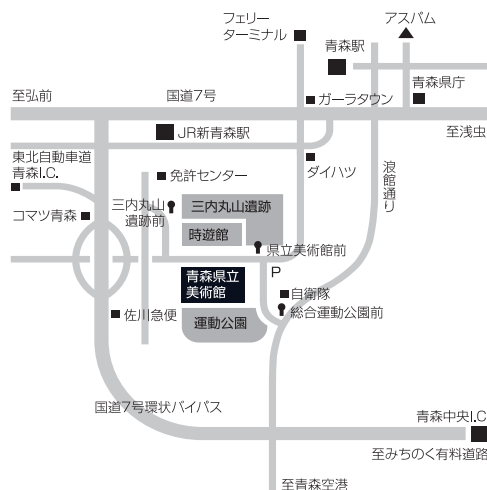 フェリー
ターミナル
アスパム
青森駅
青森県庁
至弘前
国道7号
ガーラタウン
至浅虫
JR新青森駅
東北自動車道
青森I.C.
ダイハツ
浪館通り
免許センター
コマツ青森
三内丸山
遺跡前
三内丸山遺跡
時遊館
県立美術館前
P
青森県立
美術館
自衛隊
総合運動公園前
佐川急便
運動公園
国道7号環状バイパス
青森中央I.C
至みちのく有料道路
至青森空港